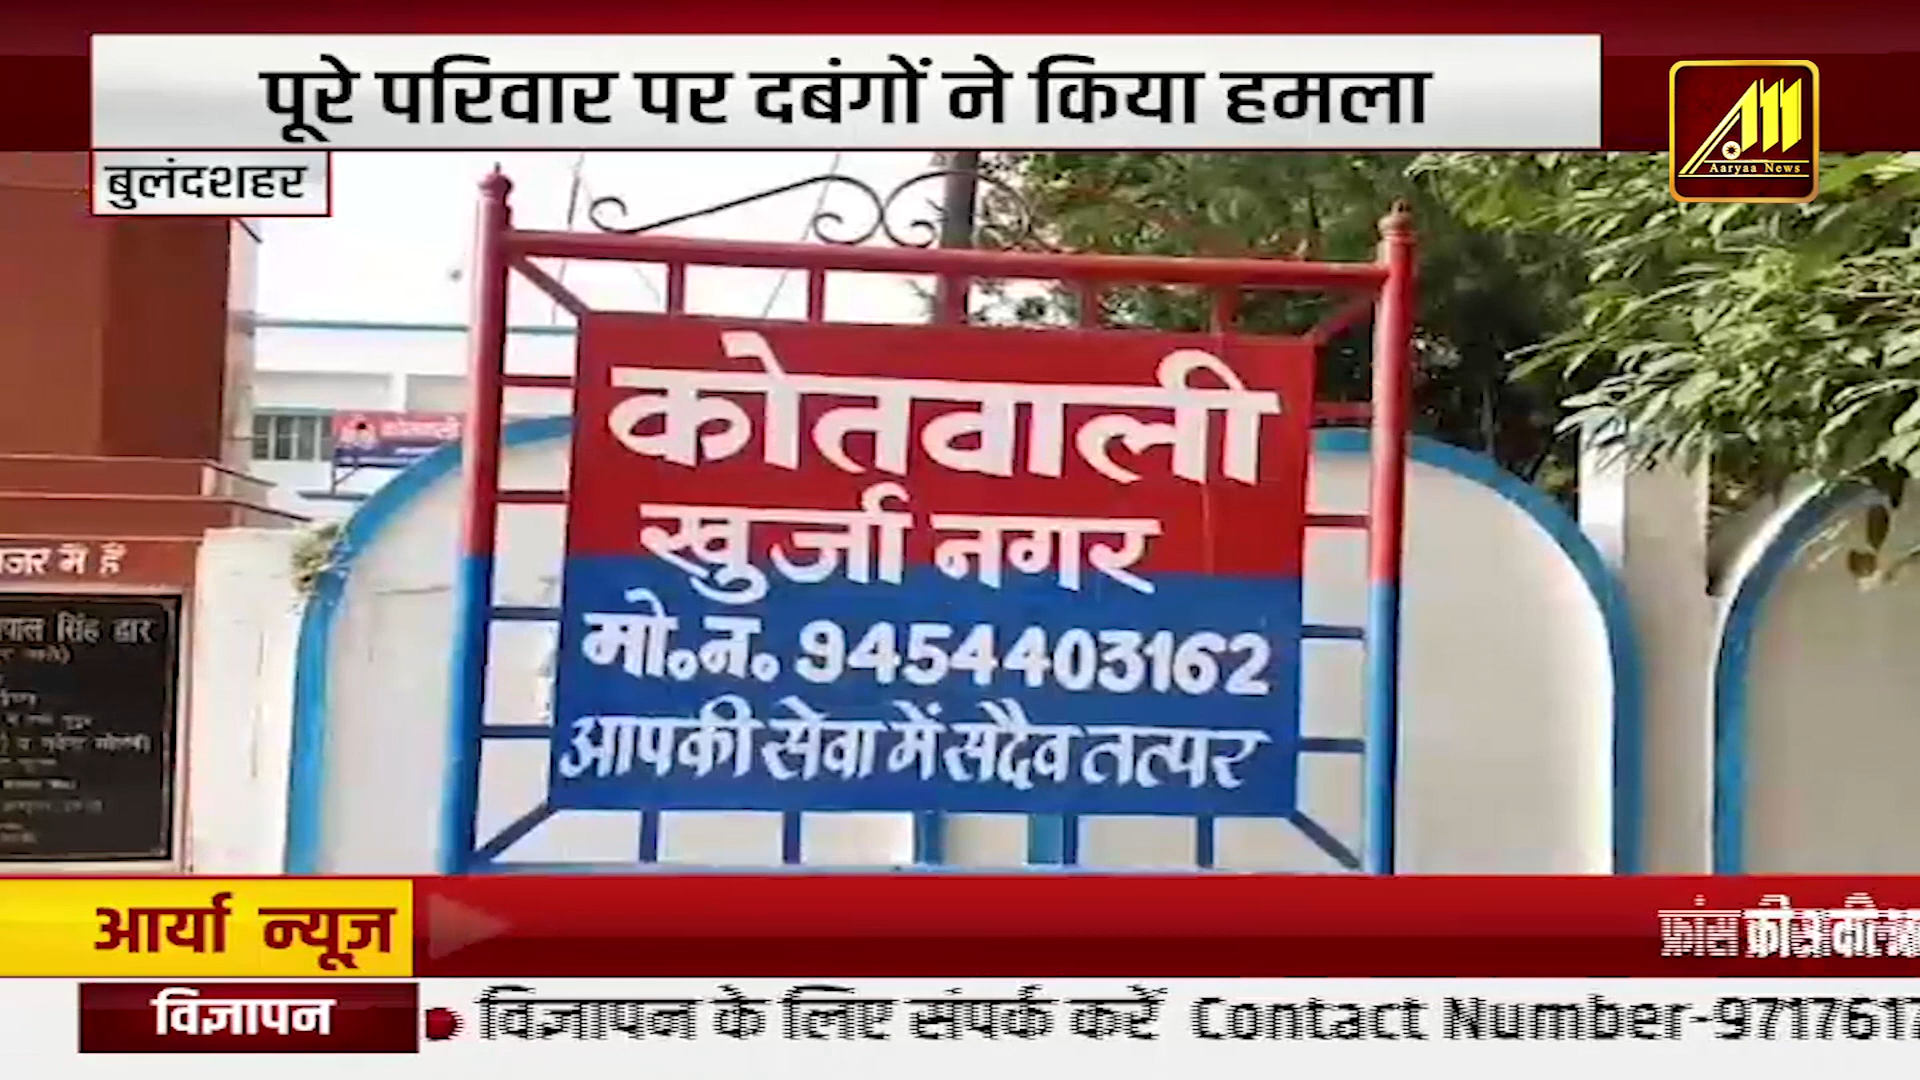 पूरे परिवार पर दबंगों ने किया हमला
Aaryaa News
बुलंदशहर
कोतवाली
खुर्जा नगर
मो॰न॰ 9454403162
आपकी सेवा में सदैव तत्पर
में हैं
सिंह द्वार
आर्या न्यूज़
फ्रांस
विज्ञापन
विज्ञापन के लिए संपर्क करें Contact Number-971761